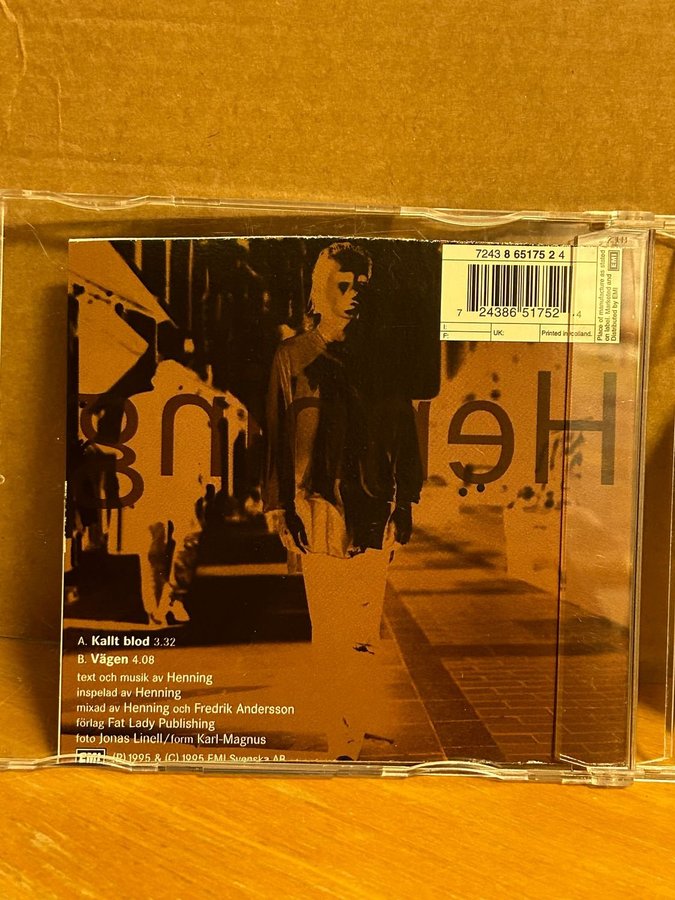 7243 8 65175 2 4
7 24386 51752 4
I:
F:
UK:
Printed in Holland.
Place of manufacture as stated
on label. Marketed and
Distributed by EMI
EMI
Henning
A. Kallt blod 3.32
B. Vägen 4.08
text och musik av Henning
inspelad av Henning
mixad av Henning och Fredrik Andersson
förlag Fat Lady Publishing
foto Jonas Linell/form Karl-Magnus
EMI (P) 1995 & (C) 1995 EMI Svenska AB